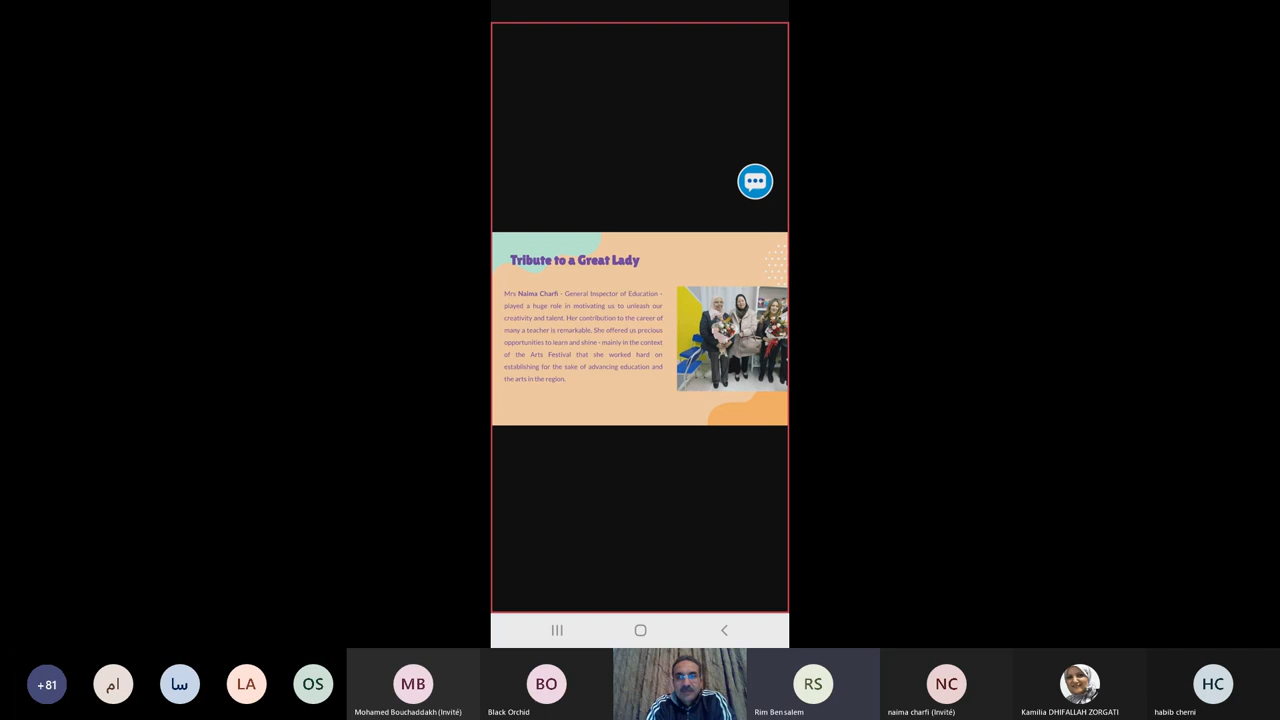 Tribute to a Great Lady
Mrs Naima Charfi - General Inspector of Education -
played a huge role in motivating us to unleash our
creativity and talent. Her contribution to the career of
many a teacher is remarkable. She offered us precious
opportunities to learn and shine - mainly in the context
of the Arts Festival that she worked hard on
establishing for the sake of advancing education and
the arts in the region.
+81
ام
سا
LA
OS
MB
BO
RS
NC
HC
Mohamed Bouchaddakh (Invité)
Black Orchid
Rim Ben salem
naima charfi (Invité)
Kamilia DHIFALLAH ZORGATI
habib cherni